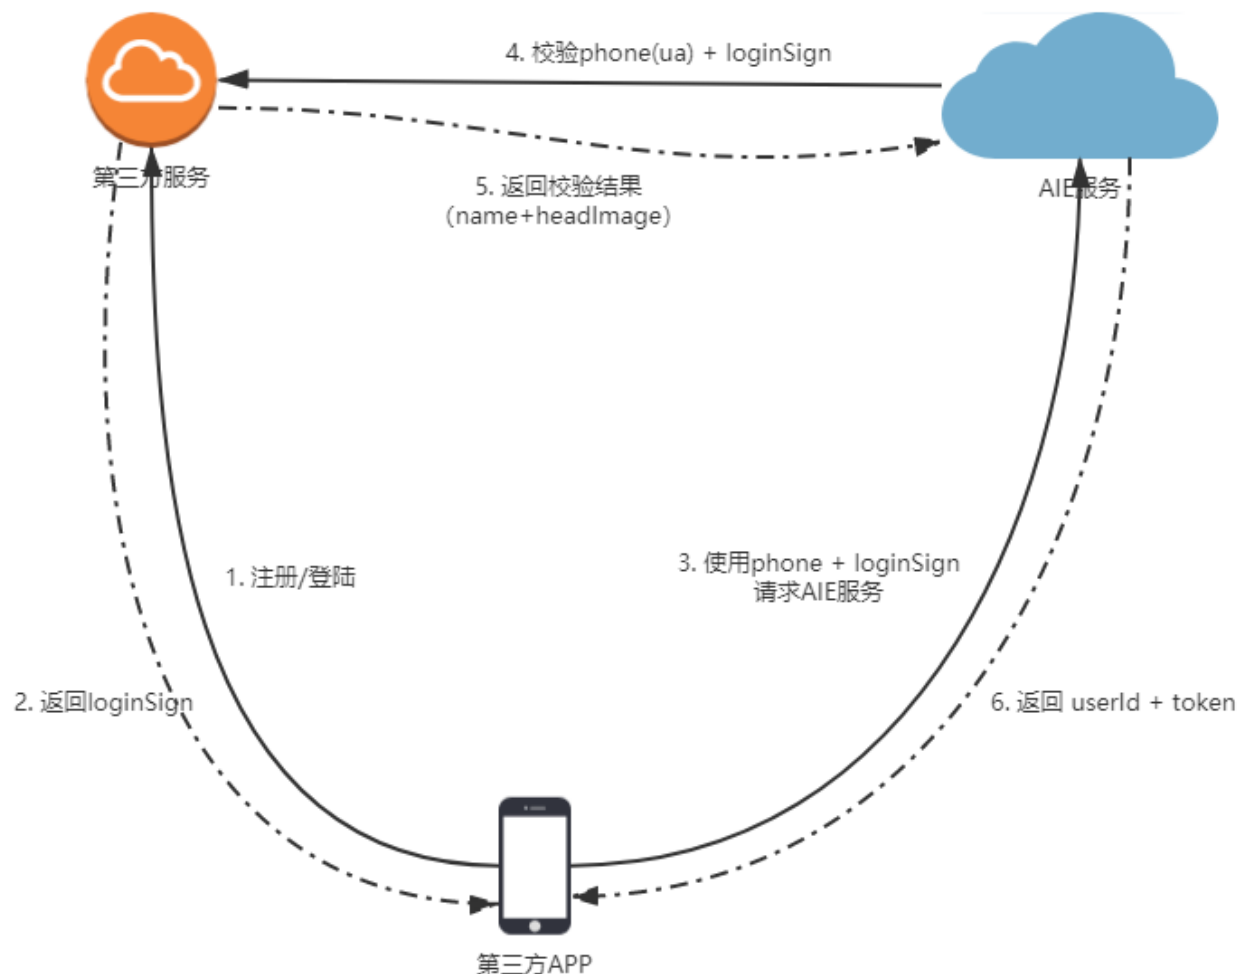 4. 校验phone(ua) + loginSign
第三方服务
AIE服务
5. 返回校验结果
（name+headImage）
3. 使用phone + loginSign
请求AIE服务
1. 注册/登陆
2. 返回loginSign
6. 返回 userId + token
第三方APP